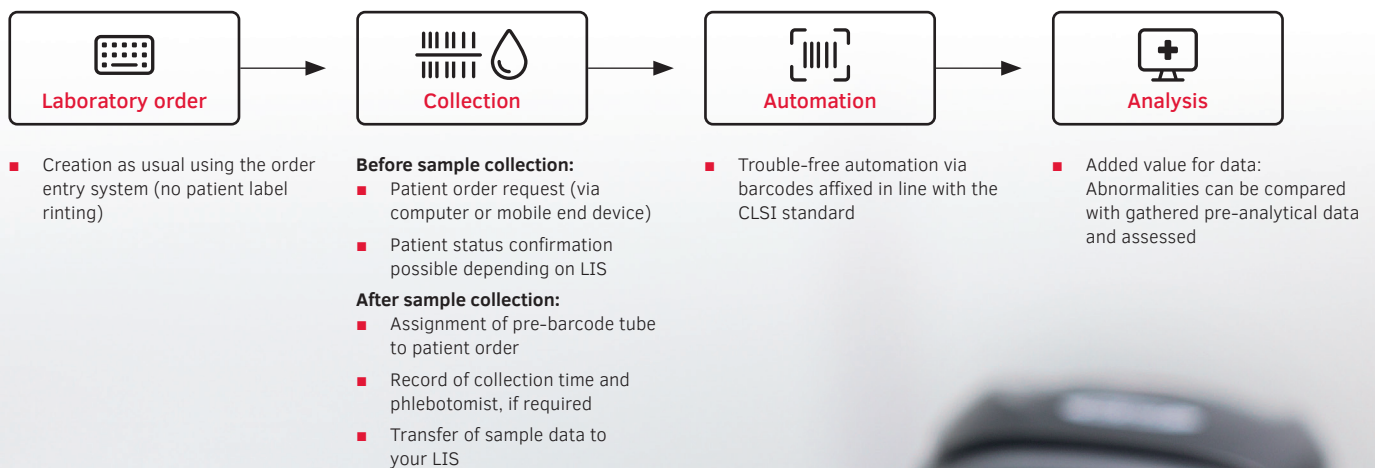 Laboratory order
Creation as usual using the order
entry system (no patient label
rinting)
Collection
Before sample collection:
Patient order request (via
computer or mobile end device)
Patient status confirmation
possible depending on LIS
After sample collection:
Assignment of pre-barcode tube
to patient order
Record of collection time and
phlebotomist, if required
Transfer of sample data to
your LIS
Automation
Trouble-free automation via
barcodes affixed in line with the
CLSI standard
Analysis
Added value for data:
Abnormalities can be compared
with gathered pre-analytical data
and assessed